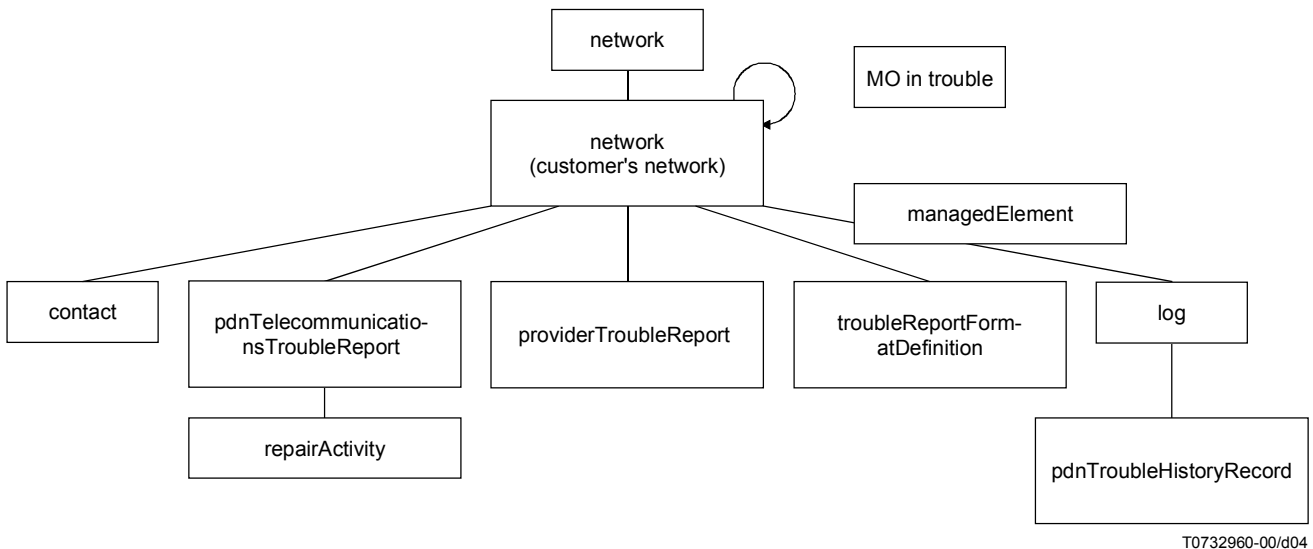 network
MO in trouble
network
(customer's network)
managedElement
contact
pdnTelecommunicatio-
nsTroubleReport
providerTroubleReport
troubleReportForm-
atDefinition
log
repairActivity
pdnTroubleHistoryRecord
T0732960-00/d04